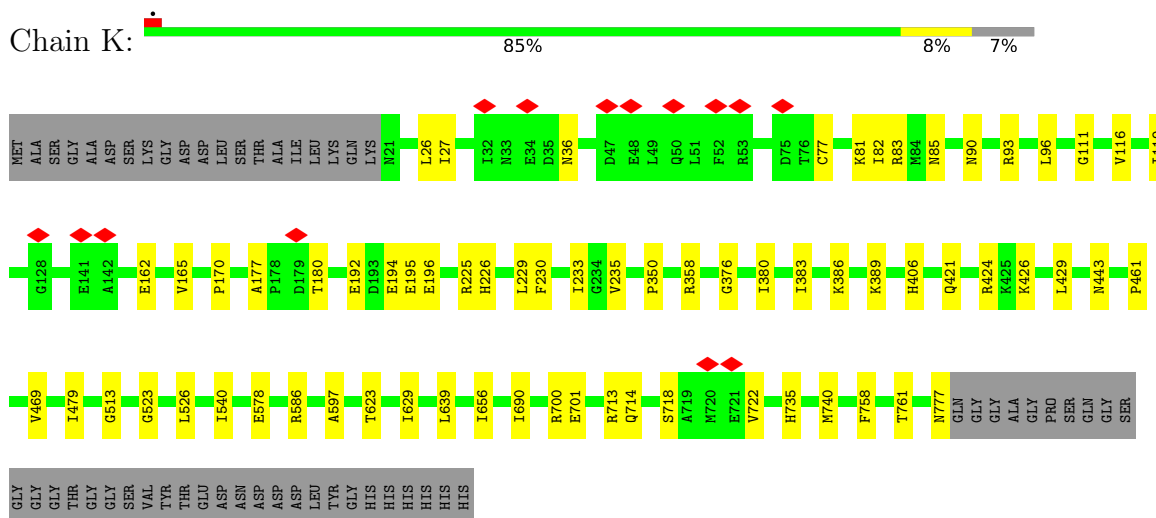 Chain K:
85% 8% 7%
MET ALA SER GLY ALA ASP SER LYS GLY ASP ASP LEU SER THR ALA ILE LEU LYS GLN LYS N21 L26 I27 I32 N33 E34 D35 N36 D47 E48 L49 Q50 L51 F52 R53 D75 T76 C77 K81 I82 R83 M84 N85 N90 R93 L96 G111 V116
G128 E141 A142 E162 V165 P170 A177 P178 D179 T180 E192 D193 E194 E195 E196 R225 H226 L229 F230 I233 G234 V235 P350 R358 G376 I380 I383 K386 K389 H406 Q421 R424 K425 K426 L429 N443 P461
V469 I479 G513 G523 L526 I540 E578 R586 A597 T623 I629 L639 I656 I690 R700 E701 R713 Q714 S718 A719 M720 E721 V722 H735 M740 F758 T761 N777 GLN GLY GLY ALA GLY PRO SER GLN GLY SER
GLY GLY GLY THR GLY GLY SER VAL TYR THR GLU ASP ASN ASP ASP ASP LEU TYR GLY HIS HIS HIS HIS HIS HIS